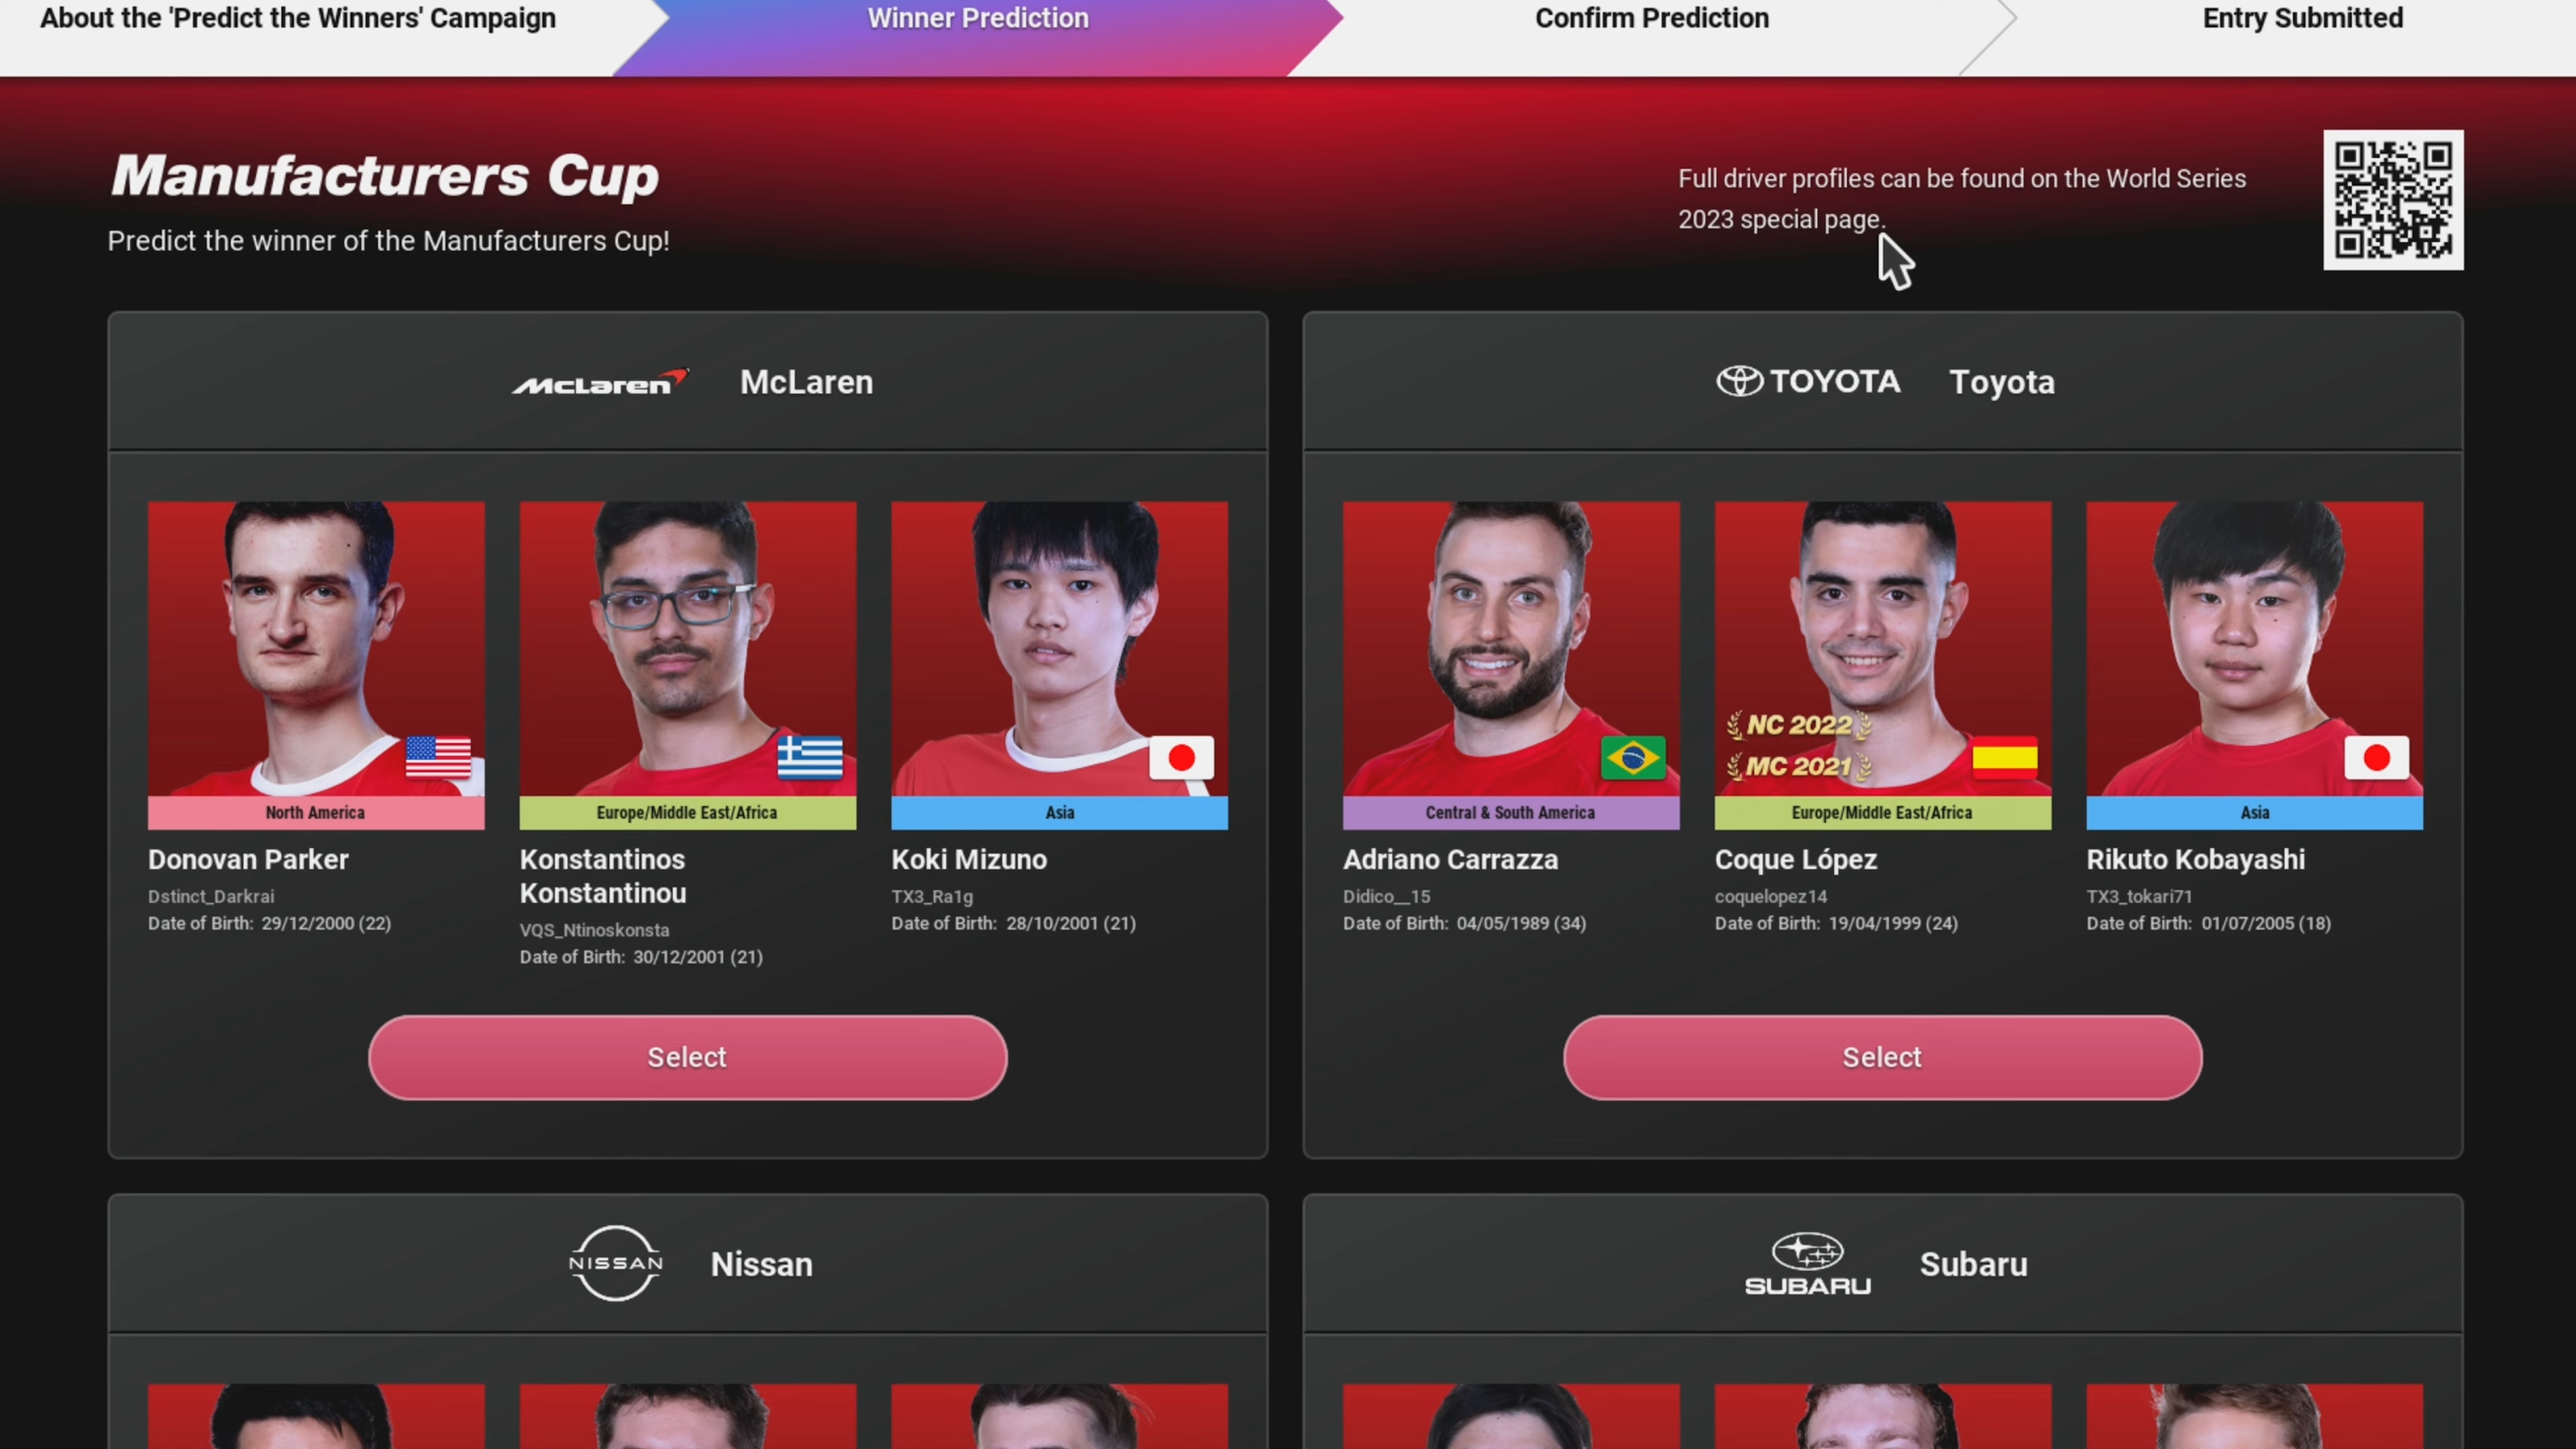 About the 'Predict the Winners' Campaign
Winner Prediction
Confirm Prediction
Entry Submitted
Manufacturers Cup
Predict the winner of the Manufacturers Cup!
Full driver profiles can be found on the World Series
2023 special page.
McLaren McLaren
North America
Donovan Parker
Dstinct_Darkrai
Date of Birth: 29/12/2000 (22)
Europe/Middle East/Africa
Konstantinos
Konstantinou
VQS_Ntinoskonsta
Date of Birth: 30/12/2001 (21)
Asia
Koki Mizuno
TX3_Ra1g
Date of Birth: 28/10/2001 (21)
Select
TOYOTA Toyota
Central & South America
Adriano Carrazza
Didico__15
Date of Birth: 04/05/1989 (34)
NC 2022
MC 2021
Europe/Middle East/Africa
Coque López
coquelopez14
Date of Birth: 19/04/1999 (24)
Asia
Rikuto Kobayashi
TX3_tokari71
Date of Birth: 01/07/2005 (18)
Select
NISSAN Nissan
SUBARU Subaru